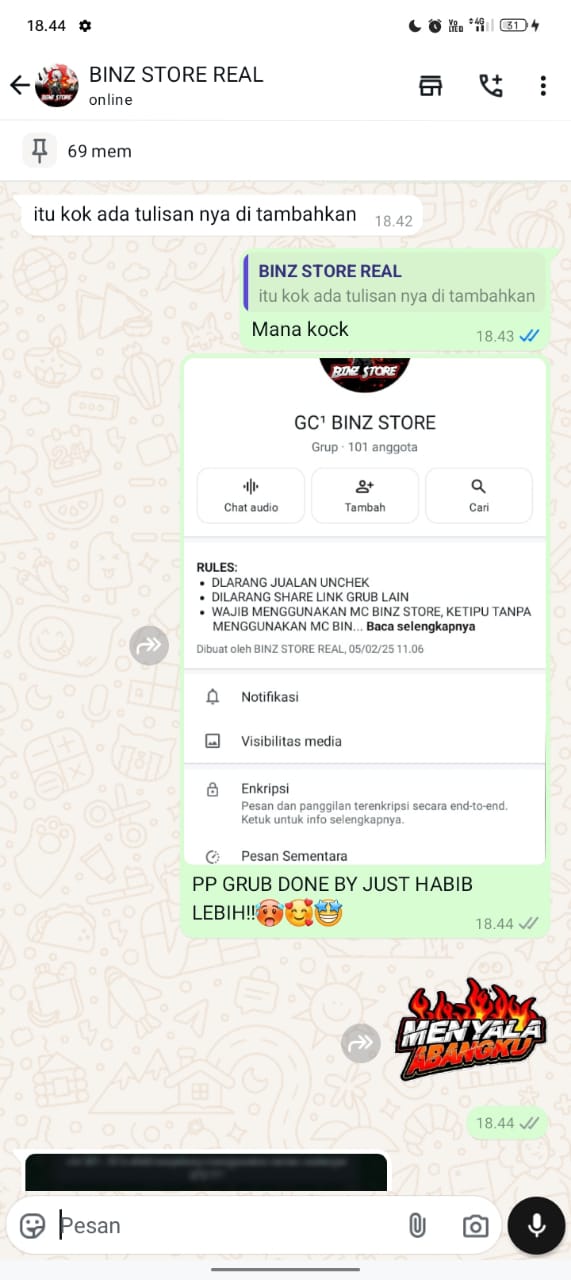 18.44
Vo
LTED
4G
31
BINZ STORE REAL
online
69 mem
itu kok ada tulisan nya di tambahkan
18.42
BINZ STORE REAL
itu kok ada tulisan nya di tambahkan
Mana kock
18.43
BINZ STORE
GC¹ BINZ STORE
Grup · 101 anggota
Chat audio
Tambah
Cari
RULES:
• DLARANG JUALAN UNCHEK
• DILARANG SHARE LINK GRUB LAIN
• WAJIB MENGGUNAKAN MC BINZ STORE, KETIPU TANPA
MENGGUNAKAN MC BIN... Baca selengkapnya
Dibuat oleh BINZ STORE REAL, 05/02/25 11.06
Notifikasi
Visibilitas media
Enkripsi
Pesan dan panggilan terenkripsi secara end-to-end.
Ketuk untuk info selengkapnya.
Pesan Sementara
PP GRUB DONE BY JUST HABIB
LEBIH!!🥵🥰🤩
18.44
MENYALA
ABANGKU
18.44
Pesan